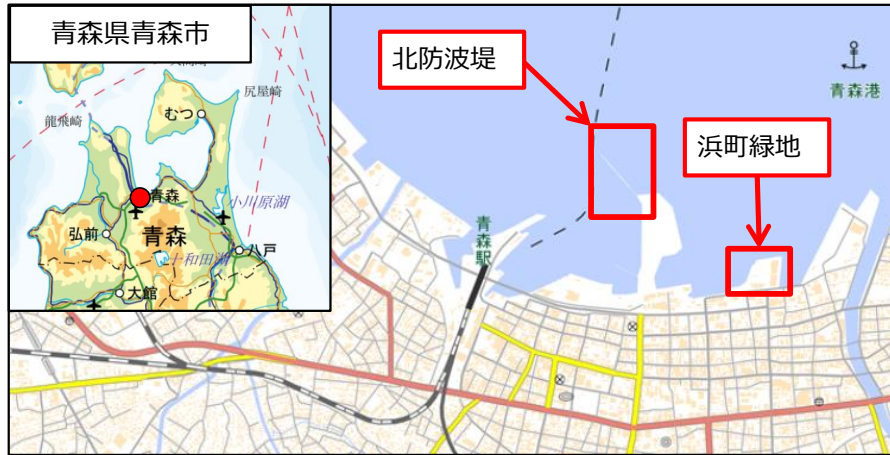 青森県青森市
尻屋崎
むつ
龍飛崎
青森
小川原湖
弘前
青森
十和田湖
八戸
大館
北防波堤
青森港
浜町緑地
青森駅